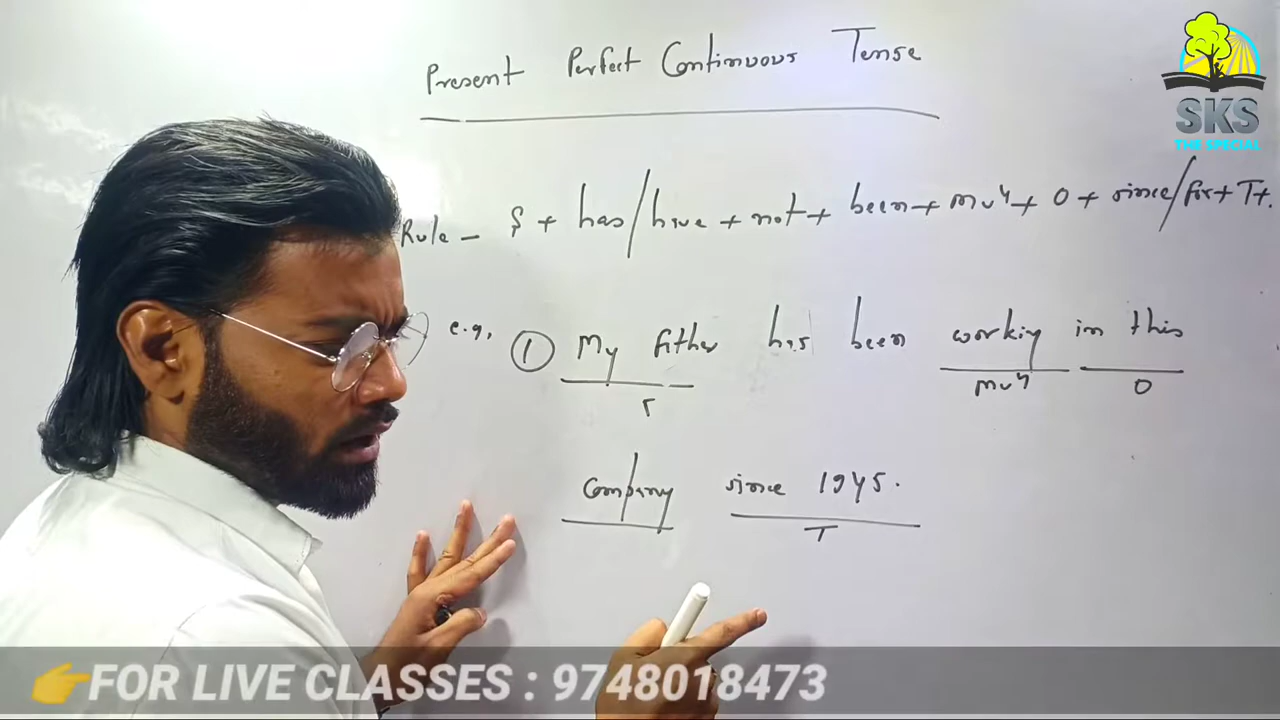 Present Perfect Continuous Tense
SKS
THE SPECIAL
Rule - S + has/have + not + been + mv4 + O + since/for + Tt.
e.g, ① My father has been working in this
S mv4 O
Company since 1945.
T
FOR LIVE CLASSES : 9748018473